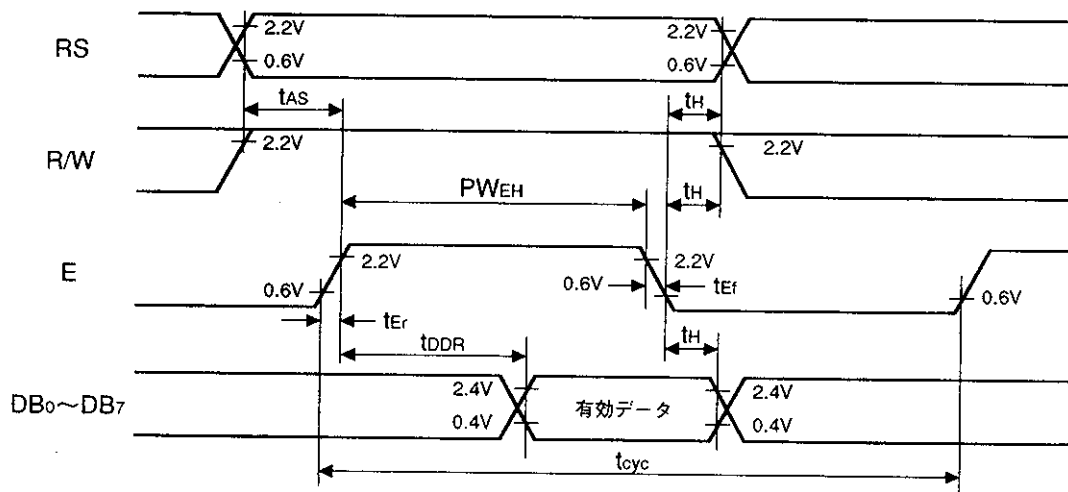 RS
2.2V
0.6V
2.2V
0.6V
tAS
tH
R/W
2.2V
2.2V
PWEH
tH
E
2.2V
0.6V
2.2V
0.6V
tEf
0.6V
tEr
tDDR
tH
DB0~DB7
2.4V
0.4V
有効データ
2.4V
0.4V
tcyc